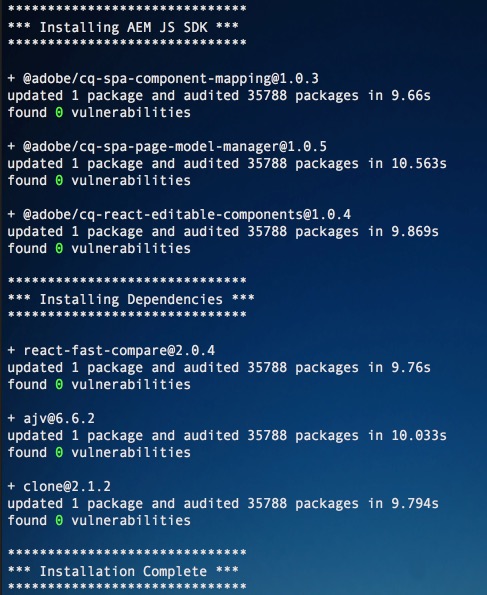 ******************************
*** Installing AEM JS SDK ***
******************************
+ @adobe/cq-spa-component-mapping@1.0.3
updated 1 package and audited 35788 packages in 9.66s
found 0 vulnerabilities
+ @adobe/cq-spa-page-model-manager@1.0.5
updated 1 package and audited 35788 packages in 10.563s
found 0 vulnerabilities
+ @adobe/cq-react-editable-components@1.0.4
updated 1 package and audited 35788 packages in 9.869s
found 0 vulnerabilities
******************************
*** Installing Dependencies ***
******************************
+ react-fast-compare@2.0.4
updated 1 package and audited 35788 packages in 9.76s
found 0 vulnerabilities
+ ajv@6.6.2
updated 1 package and audited 35788 packages in 10.033s
found 0 vulnerabilities
+ clone@2.1.2
updated 1 package and audited 35788 packages in 9.794s
found 0 vulnerabilities
******************************
*** Installation Complete ***
******************************